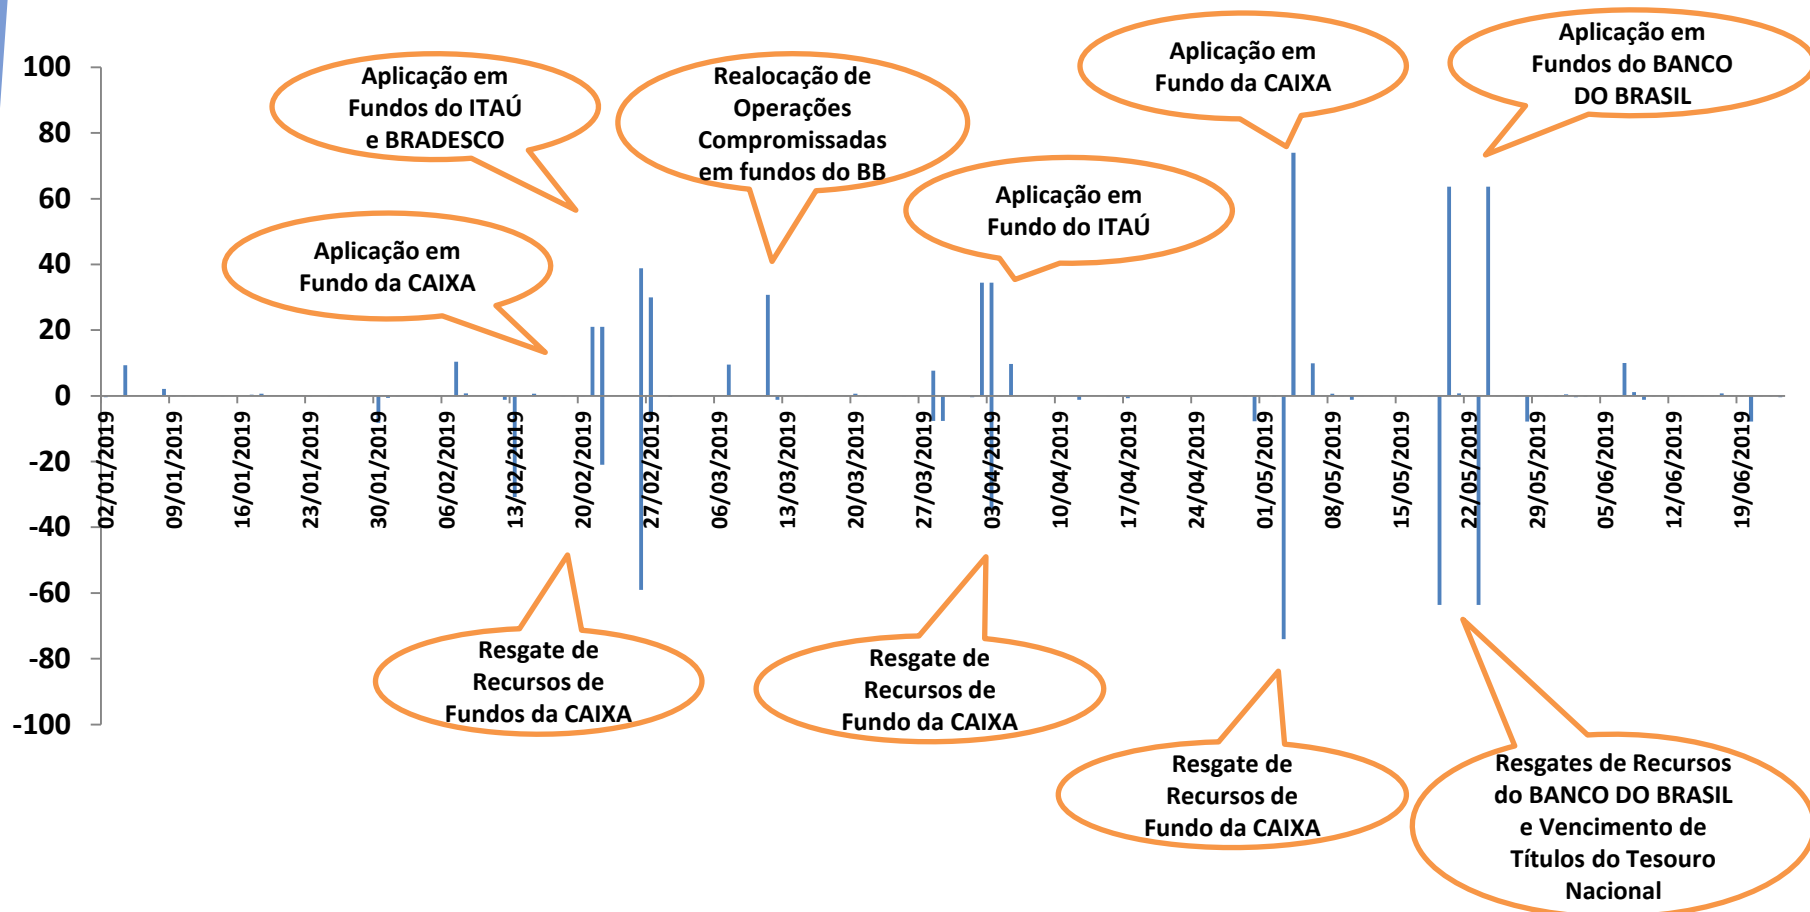 100
80
60
40
20
0
-20
-40
-60
-80
-100
Aplicação em
Fundos do ITAÚ
e BRADESCO
Aplicação em
Fundo da CAIXA
Realocação de
Operações
Compromissadas
em fundos do BB
Aplicação em
Fundo do ITAÚ
Aplicação em
Fundo da CAIXA
Aplicação em
Fundos do BANCO
DO BRASIL
02/01/2019
09/01/2019
16/01/2019
23/01/2019
30/01/2019
06/02/2019
13/02/2019
20/02/2019
27/02/2019
06/03/2019
13/03/2019
20/03/2019
27/03/2019
03/04/2019
10/04/2019
17/04/2019
24/04/2019
01/05/2019
08/05/2019
15/05/2019
22/05/2019
29/05/2019
05/06/2019
12/06/2019
19/06/2019
Resgate de
Recursos de
Fundos da CAIXA
Resgate de
Recursos de
Fundo da CAIXA
Resgate de
Recursos de
Fundo da CAIXA
Resgates de Recursos
do BANCO DO BRASIL
e Vencimento de
Títulos do Tesouro
Nacional